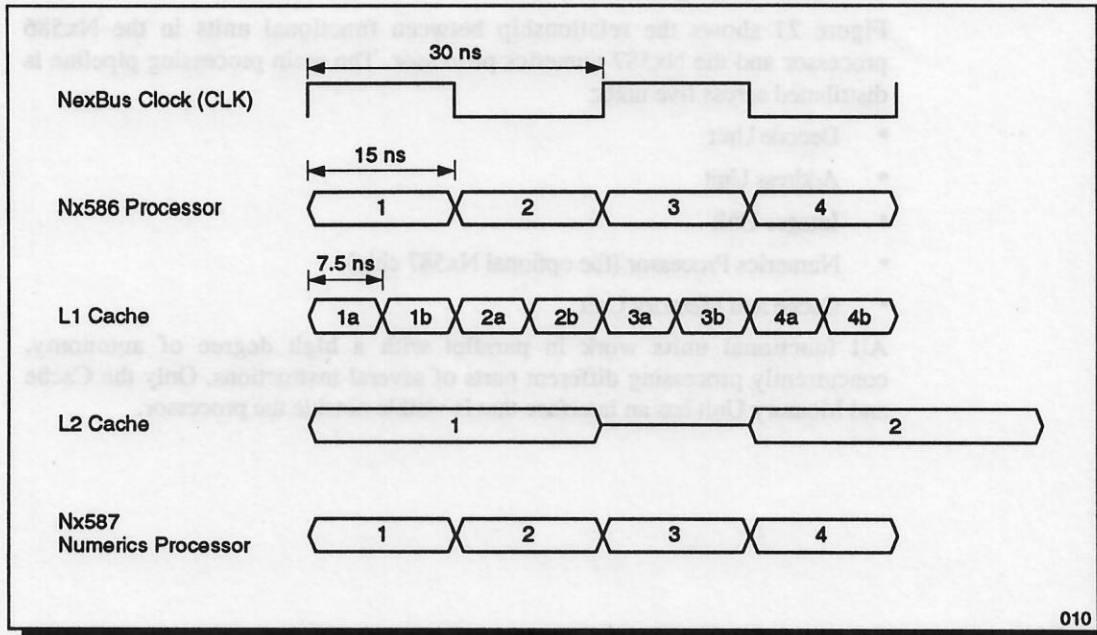 Figure 21 shows the relationship between functional units in the Nx586
processor and the Nx587 numerics processor. The main processing pipeline is
distributed across five units:
• Decode Unit
• Address Unit
• Integer Unit
• Numerics Processor (the optional Nx587 chip)
All functional units work in parallel with a high degree of autonomy,
concurrently processing different parts of several instructions. Only the Cache
and Memory Unit has an interface that is visible outside the processor.
30 ns
NexBus Clock (CLK)
15 ns
Nx586 Processor
1 2 3 4
7.5 ns
L1 Cache
1a 1b 2a 2b 3a 3b 4a 4b
L2 Cache
1 2
Nx587
Numerics Processor
1 2 3 4
010